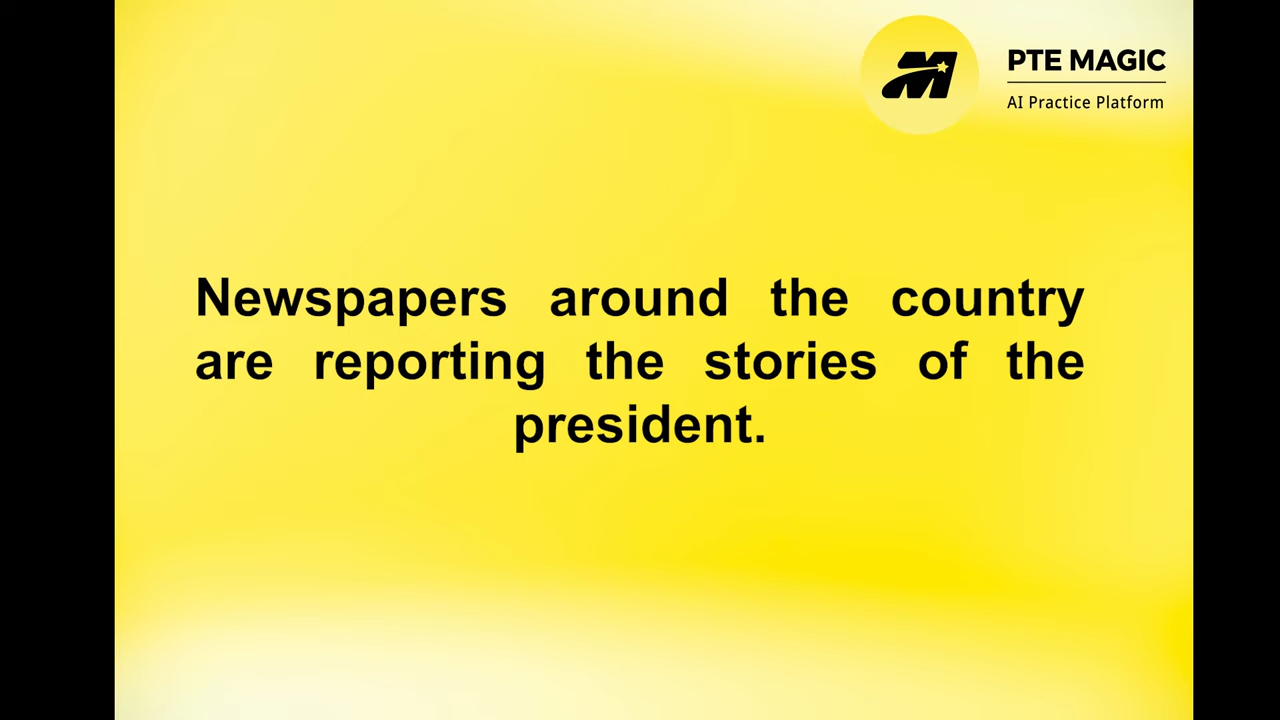 PTE MAGIC
AI Practice Platform
Newspapers around the country
are reporting the stories of the
president.